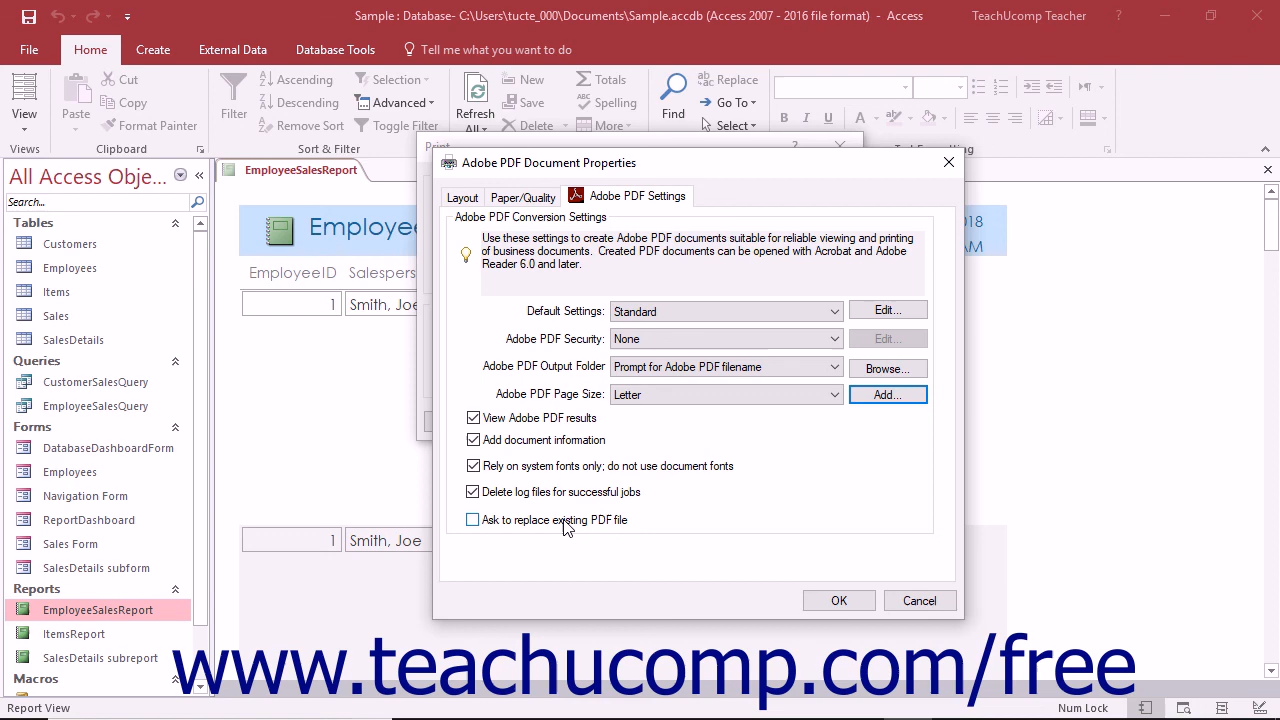 Sample : Database- C:\Users\tucte_000\Documents\Sample.accdb (Access 2007 - 2016 file format) - Access
TeachUcomp Teacher
?
File
Home
Create
External Data
Database Tools
Tell me what you want to do
View
Views
Paste
Cut
Copy
Format Painter
Clipboard
Filter
Ascending
Descending
Remove Sort
Selection
Advanced
Toggle Filter
Sort & Filter
Refresh
All
New
Save
Delete
Totals
Spelling
More
Find
Replace
Go To
Select
B I U
A
Text Formatting
Print
?
All Access Obje...
Search...
Tables
Customers
Employees
Items
Sales
SalesDetails
Queries
CustomerSalesQuery
EmployeeSalesQuery
Forms
DatabaseDashboardForm
Employees
Navigation Form
ReportDashboard
Sales Form
SalesDetails subform
Reports
EmployeeSalesReport
ItemsReport
SalesDetails subreport
Macros
EmployeeSalesReport
Employee
018
AM
EmployeeID
Salespers
1
Smith, Joe
1
Smith, Joe
Adobe PDF Document Properties
Layout
Paper/Quality
Adobe PDF Settings
Adobe PDF Conversion Settings
Use these settings to create Adobe PDF documents suitable for reliable viewing and printing
of business documents. Created PDF documents can be opened with Acrobat and Adobe
Reader 6.0 and later.
Default Settings:
Standard
Edit...
Adobe PDF Security:
None
Edit...
Adobe PDF Output Folder
Prompt for Adobe PDF filename
Browse...
Adobe PDF Page Size:
Letter
Add...
View Adobe PDF results
Add document information
Rely on system fonts only; do not use document fonts
Delete log files for successful jobs
Ask to replace existing PDF file
OK
Cancel
www.teachucomp.com/free
Report View
Num Lock